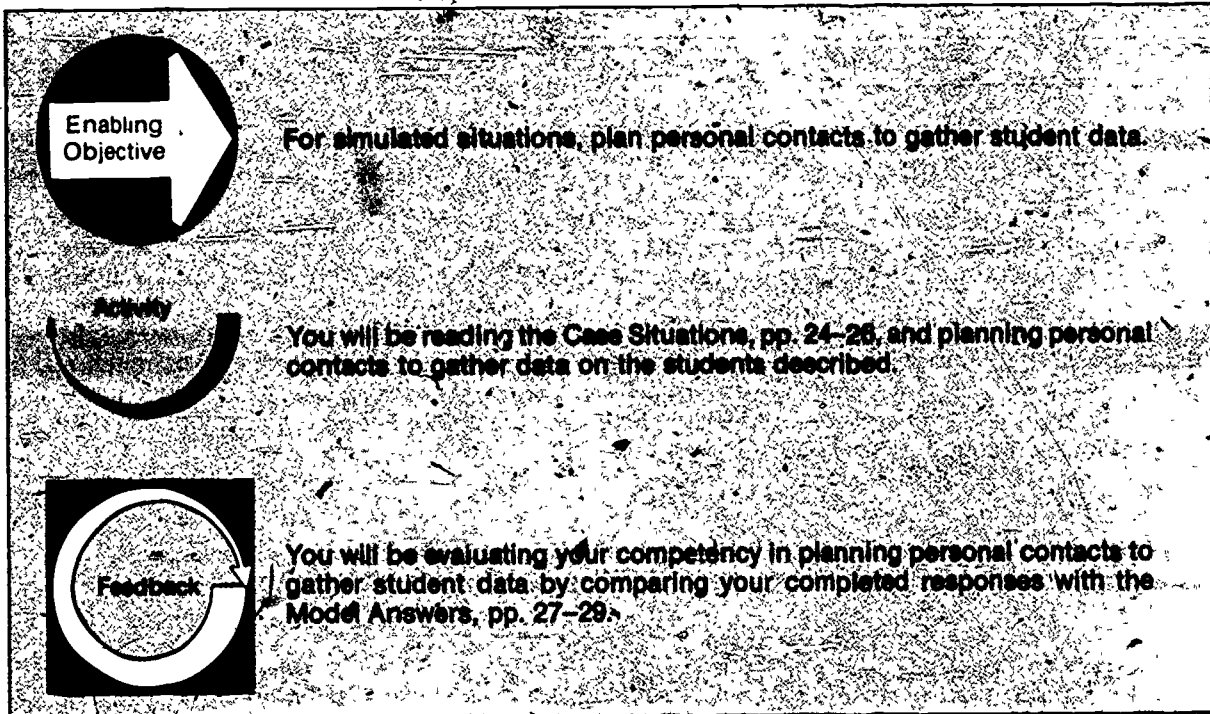 Enabling
Objective
For simulated situations, plan personal contacts to gather student data.
Activity
You will be reading the Case Situations, pp. 24–26, and planning personal
contacts to gather data on the students described.
Feedback
You will be evaluating your competency in planning personal contacts to
gather student data by comparing your completed responses with the
Model Answers, pp. 27–29.